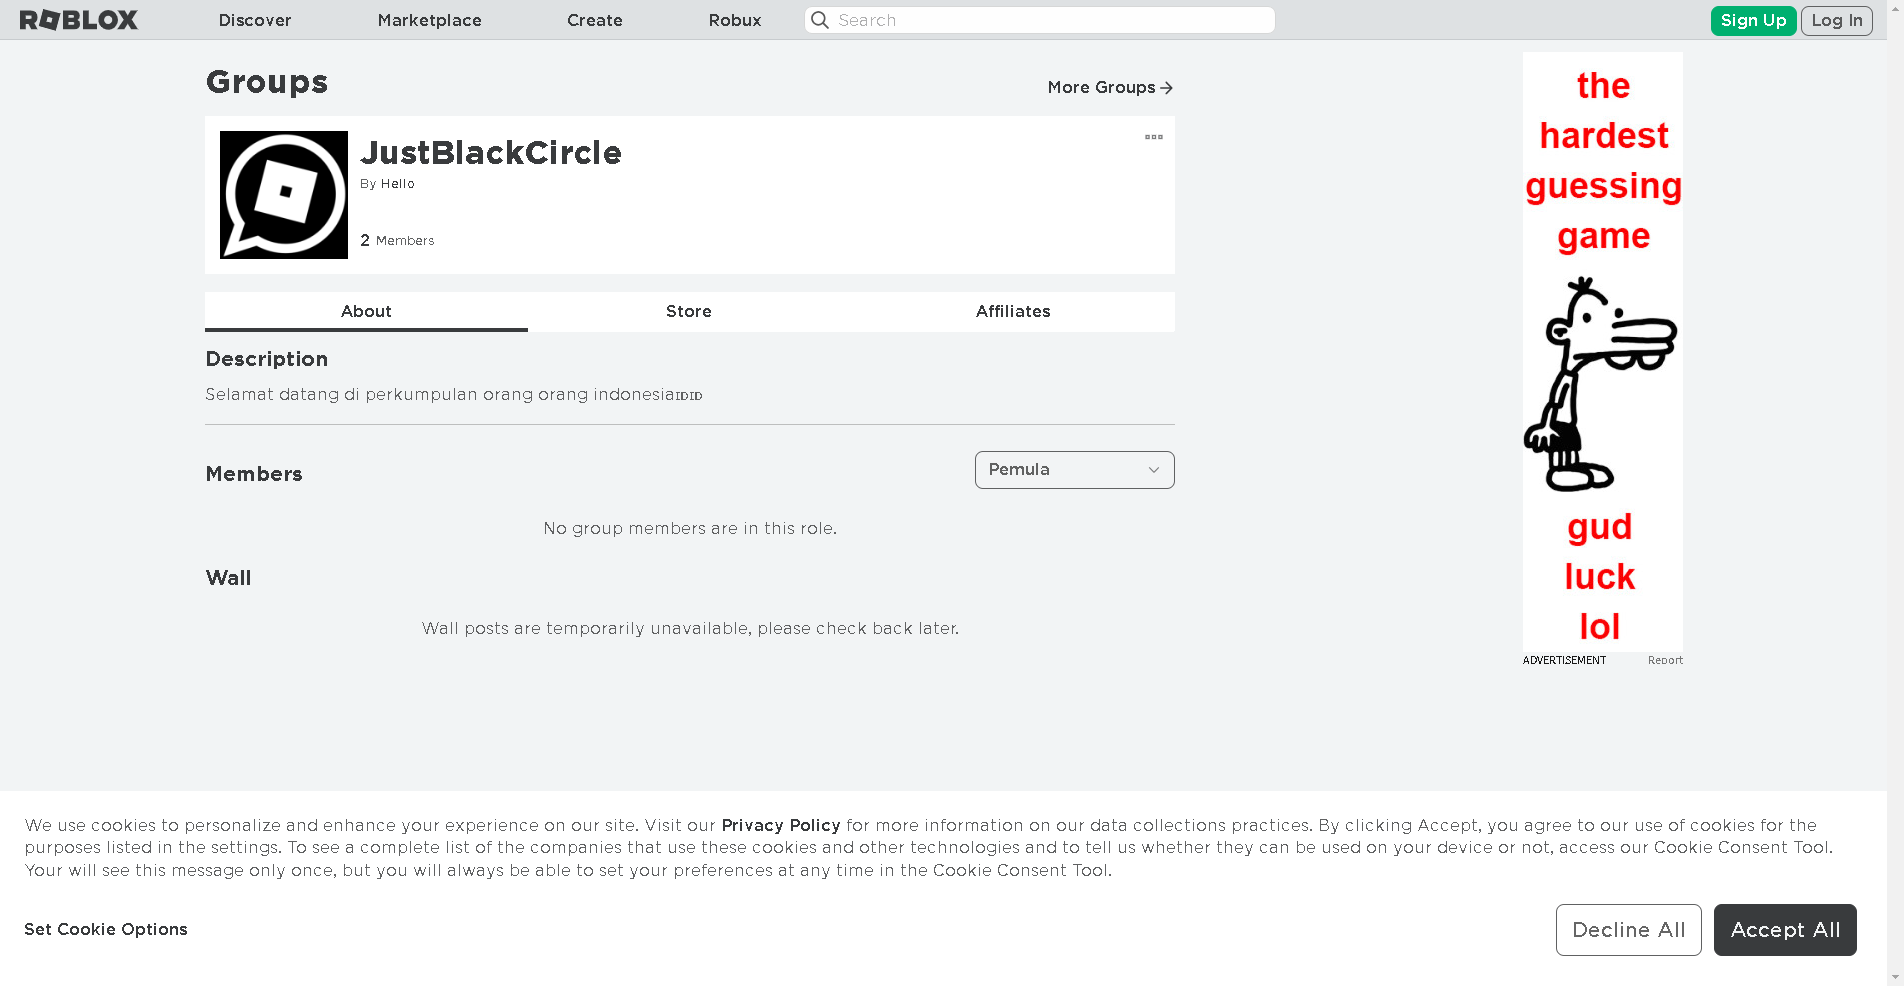 ROBLOX
Discover
Marketplace
Create
Robux
Search
Sign Up
Log In
Groups
More Groups
JustBlackCircle
By Hello
2 Members
About
Store
Affiliates
Description
Selamat datang di perkumpulan orang orang indonesiaIDID
Members
Pemula
No group members are in this role.
Wall
Wall posts are temporarily unavailable, please check back later.
the
hardest
guessing
game
gud
luck
lol
ADVERTISEMENT
Report
We use cookies to personalize and enhance your experience on our site. Visit our Privacy Policy for more information on our data collections practices. By clicking Accept, you agree to our use of cookies for the
purposes listed in the settings. To see a complete list of the companies that use these cookies and other technologies and to tell us whether they can be used on your device or not, access our Cookie Consent Tool.
Your will see this message only once, but you will always be able to set your preferences at any time in the Cookie Consent Tool.
Set Cookie Options
Decline All
Accept All